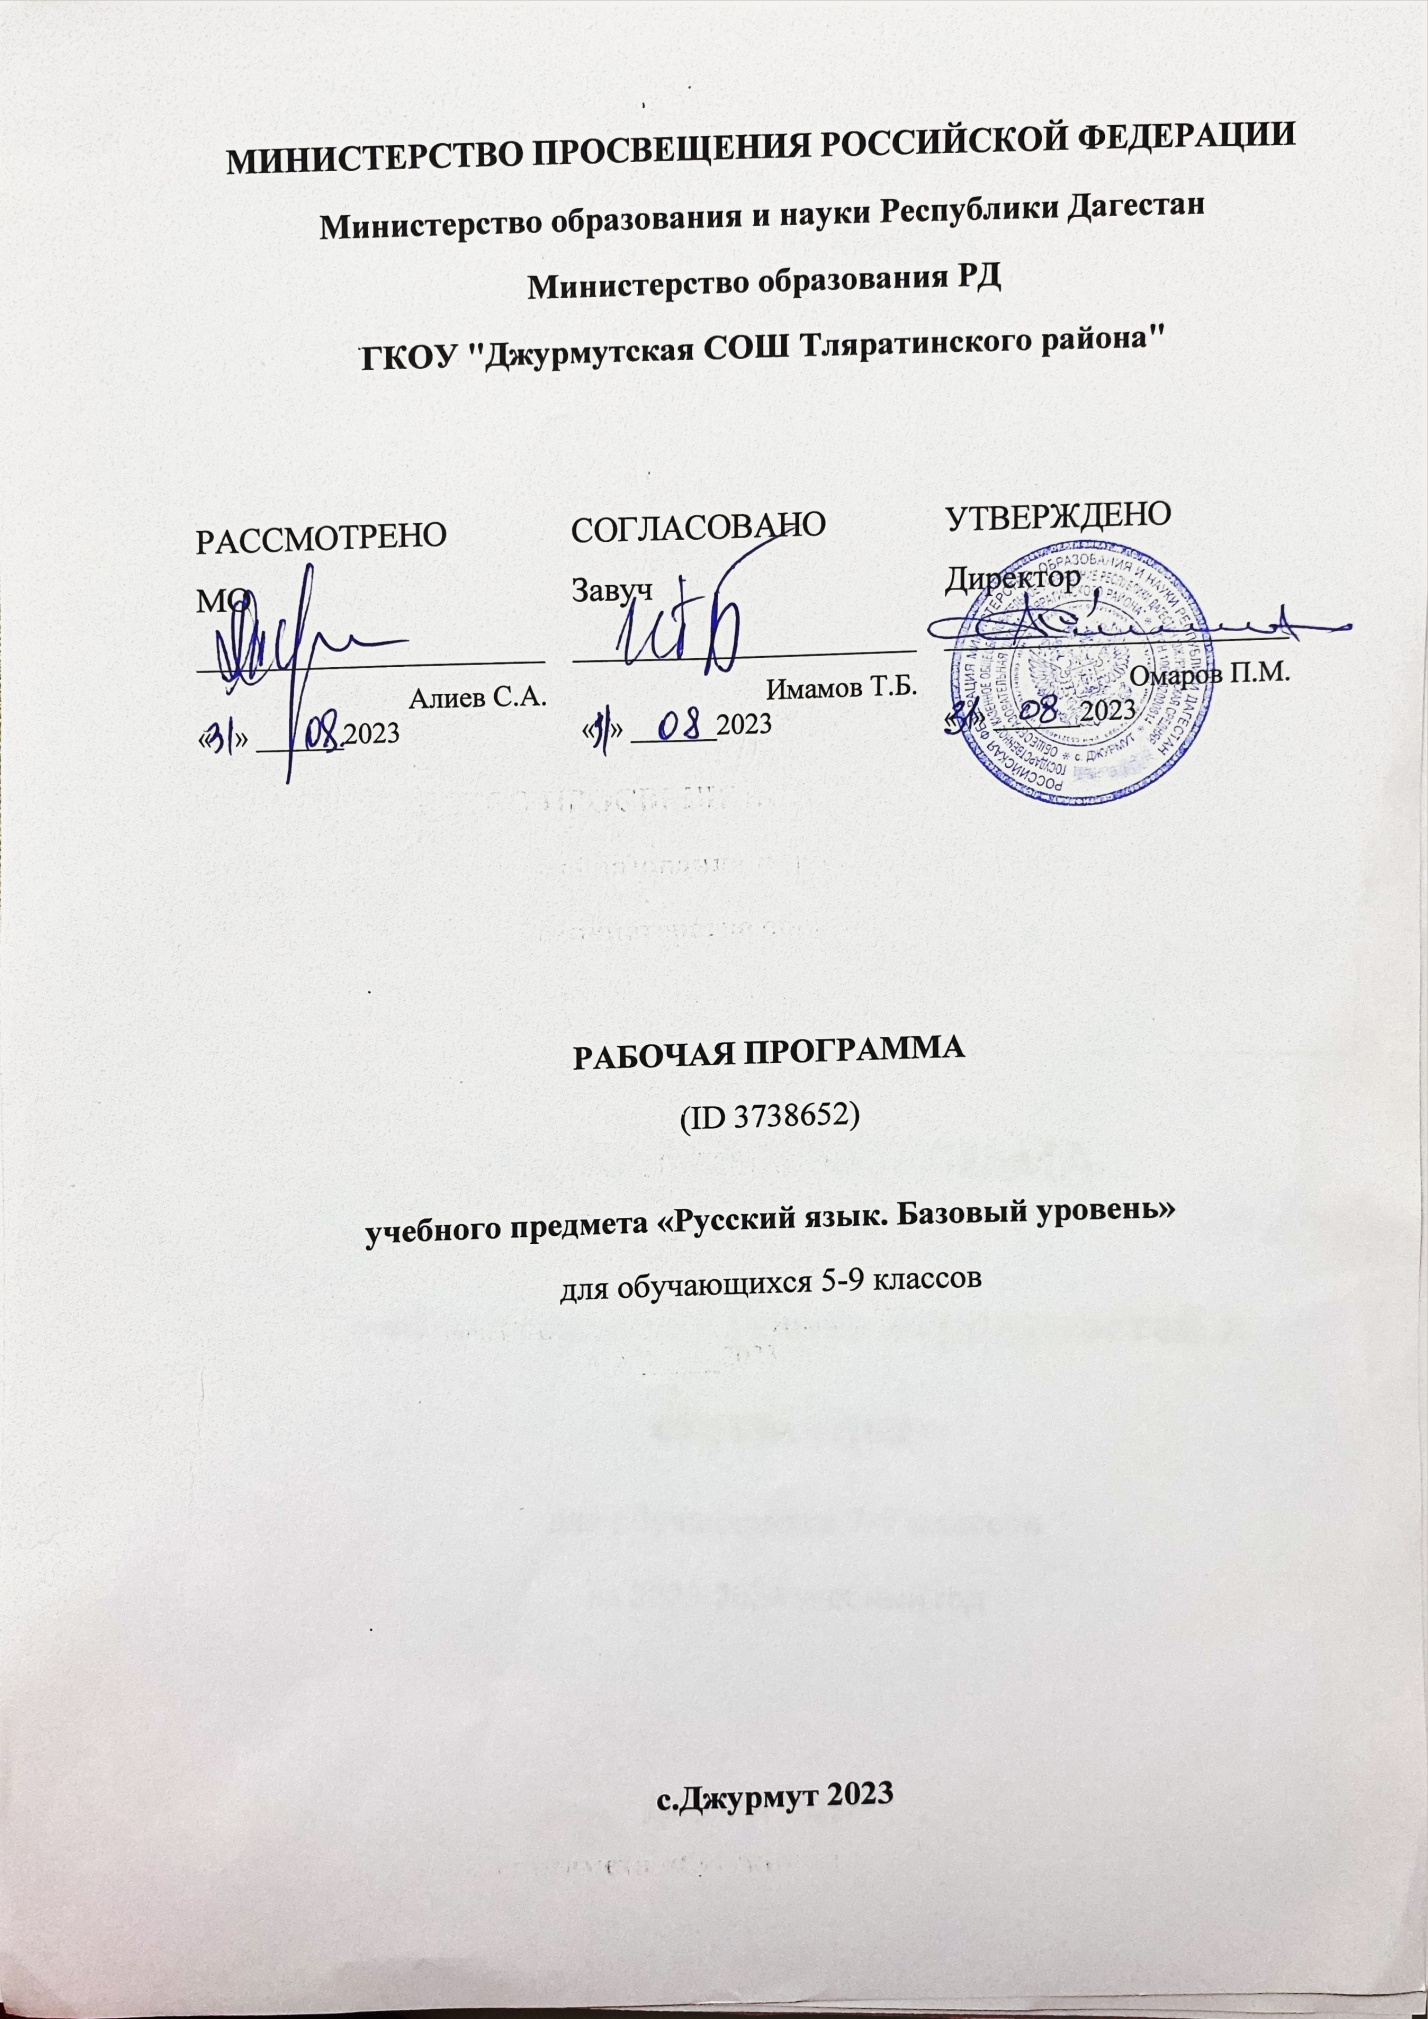 МИНИСТЕРСТВО ПРОСВЕЩЕНИЯ РОССИЙСКОЙ ФЕДЕРАЦИИ
Министерство образования и науки Республики Дагестан
Министерство образования РД
ГКОУ "Джурмутская СОШ Тляратинского района"
РАССМОТРЕНО
МО
Алиев С.А.
«31» 08.2023
СОГЛАСОВАНО
Завуч
Имамов Т.Б.
«31» 08 2023
УТВЕРЖДЕНО
Директор
Омаров П.М.
«31» 08 2023
с. ДЖУРМУТ
РАБОЧАЯ ПРОГРАММА
(ID 3738652)
учебного предмета «Русский язык. Базовый уровень»
для обучающихся 5-9 классов
с.Джурмут 2023